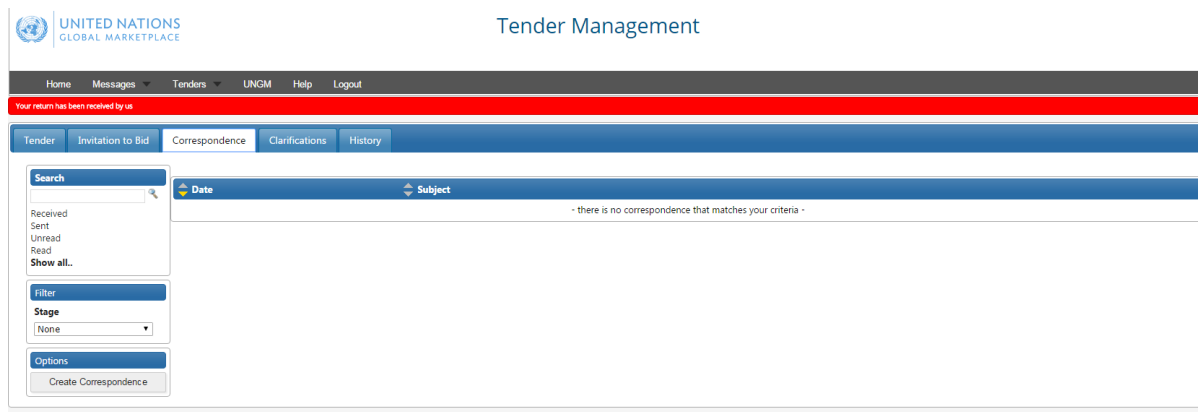 UNITED NATIONS
GLOBAL MARKETPLACE
Tender Management
Home Messages Tenders UNGM Help Logout
Your return has been received by us
Tender Invitation to Bid Correspondence Clarifications History
Search
Date Subject
- there is no correspondence that matches your criteria -
Received
Sent
Unread
Read
Show all..
Filter
Stage
None
Options
Create Correspondence